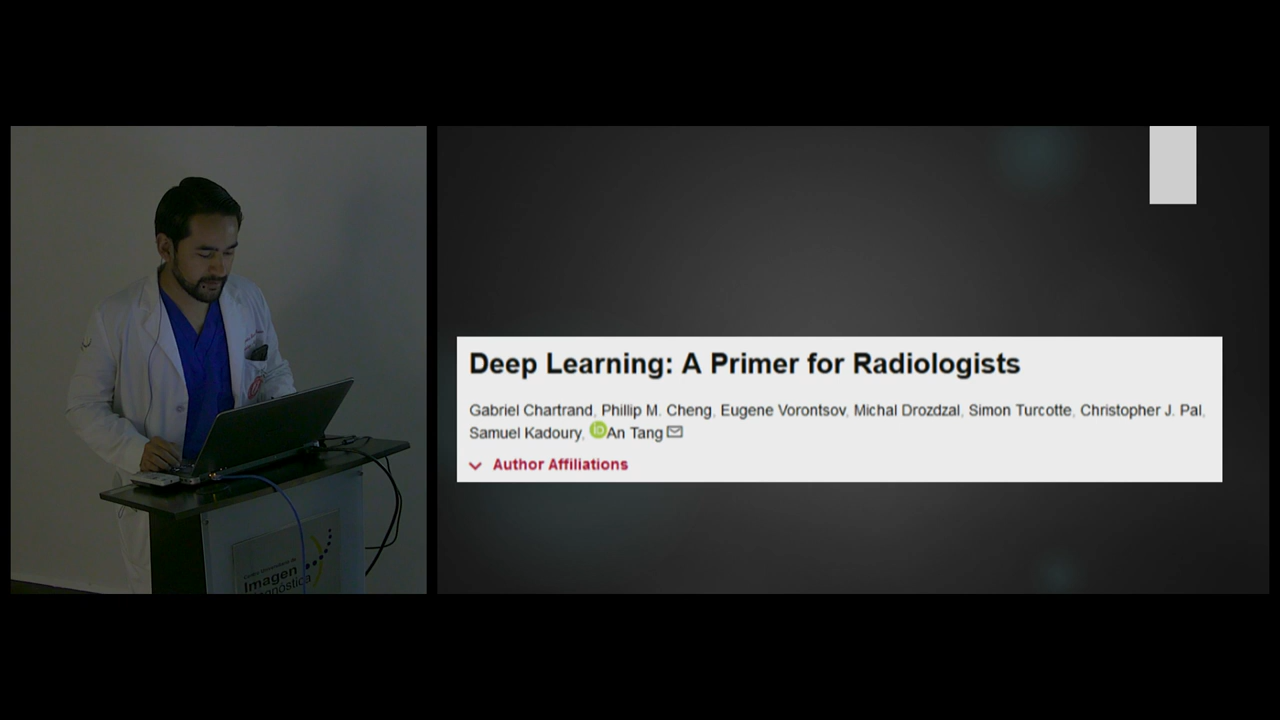 Deep Learning: A Primer for Radiologists
Gabriel Chartrand, Phillip M. Cheng, Eugene Vorontsov, Michal Drozdzal, Simon Turcotte, Christopher J. Pal,
Samuel Kadoury, iD An Tang
Author Affiliations
Imagen